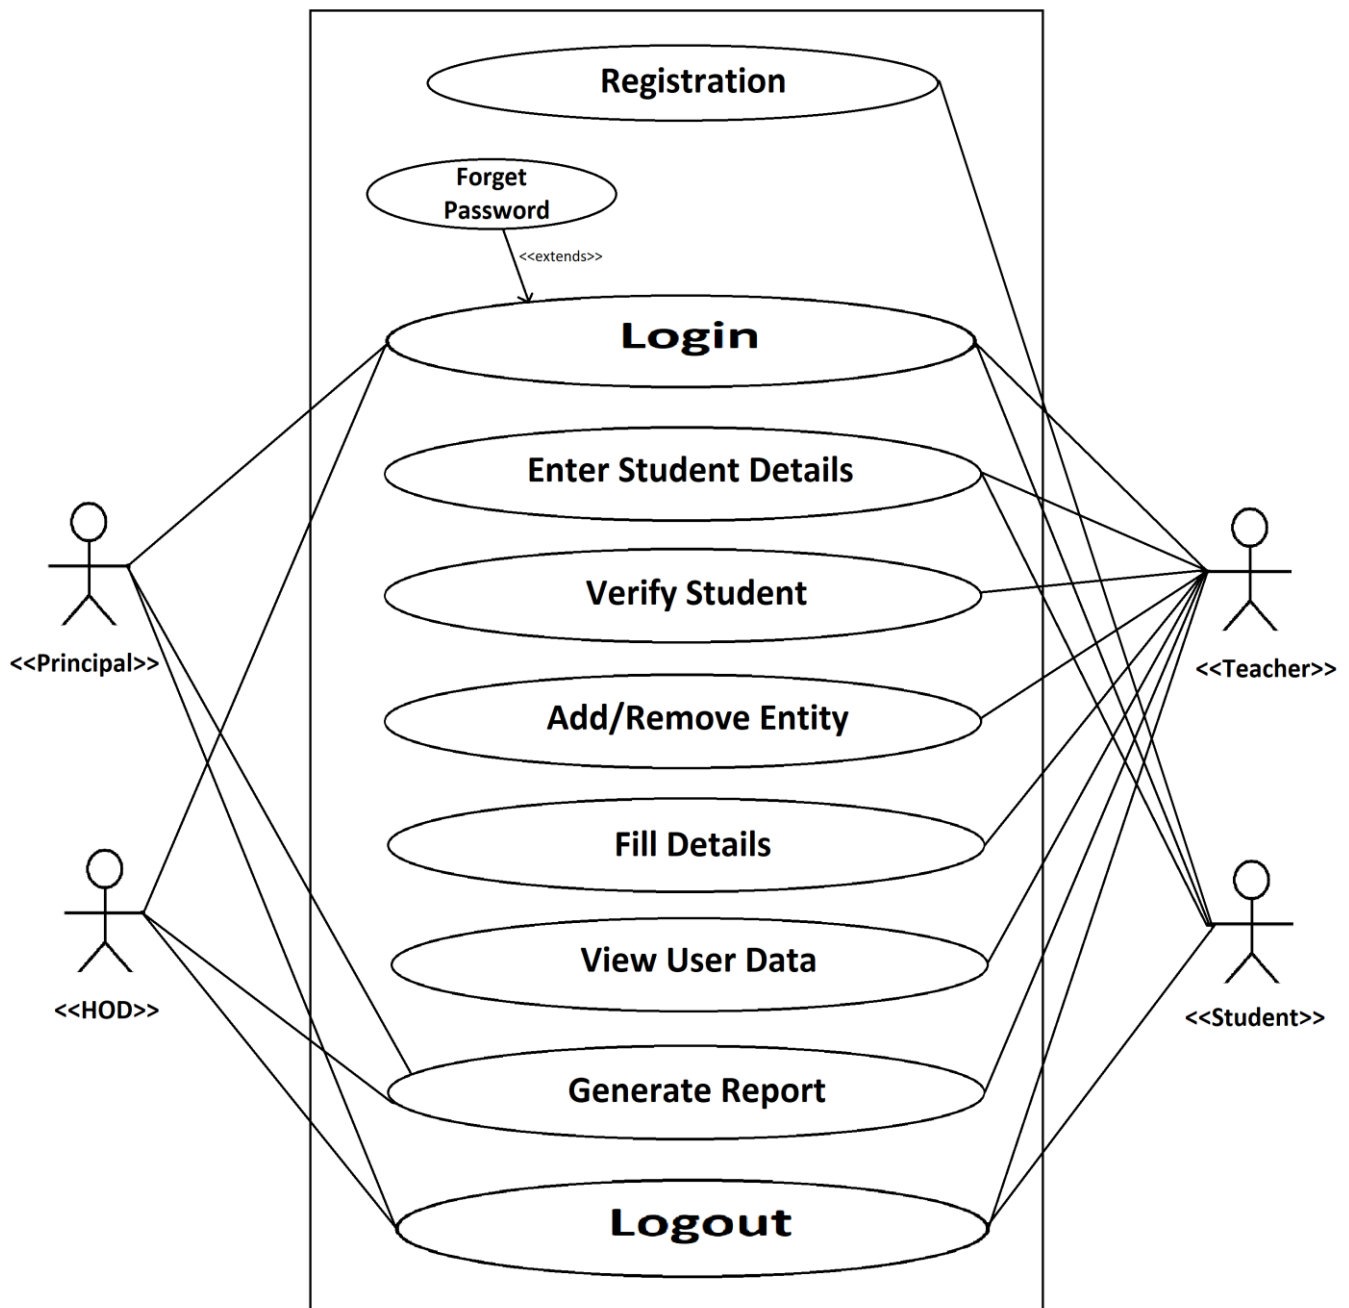 Registration
Forget
Password
<<extends>>
Login
Enter Student Details
Verify Student
<<Principal>>
<<Teacher>>
Add/Remove Entity
Fill Details
View User Data
<<HOD>>
<<Student>>
Generate Report
Logout